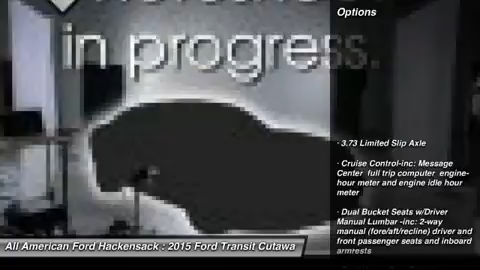 in progress.
Options
· 3.73 Limited Slip Axle
· Cruise Control-inc: Message
Center full trip computer engine-
hour meter and engine idle hour
meter
· Dual Bucket Seats w/Driver
Manual Lumbar -inc: 2-way
manual (fore/aft/recline) driver and
front passenger seats and inboard
armrests
All American Ford Hackensack : 2015 Ford Transit Cutawa